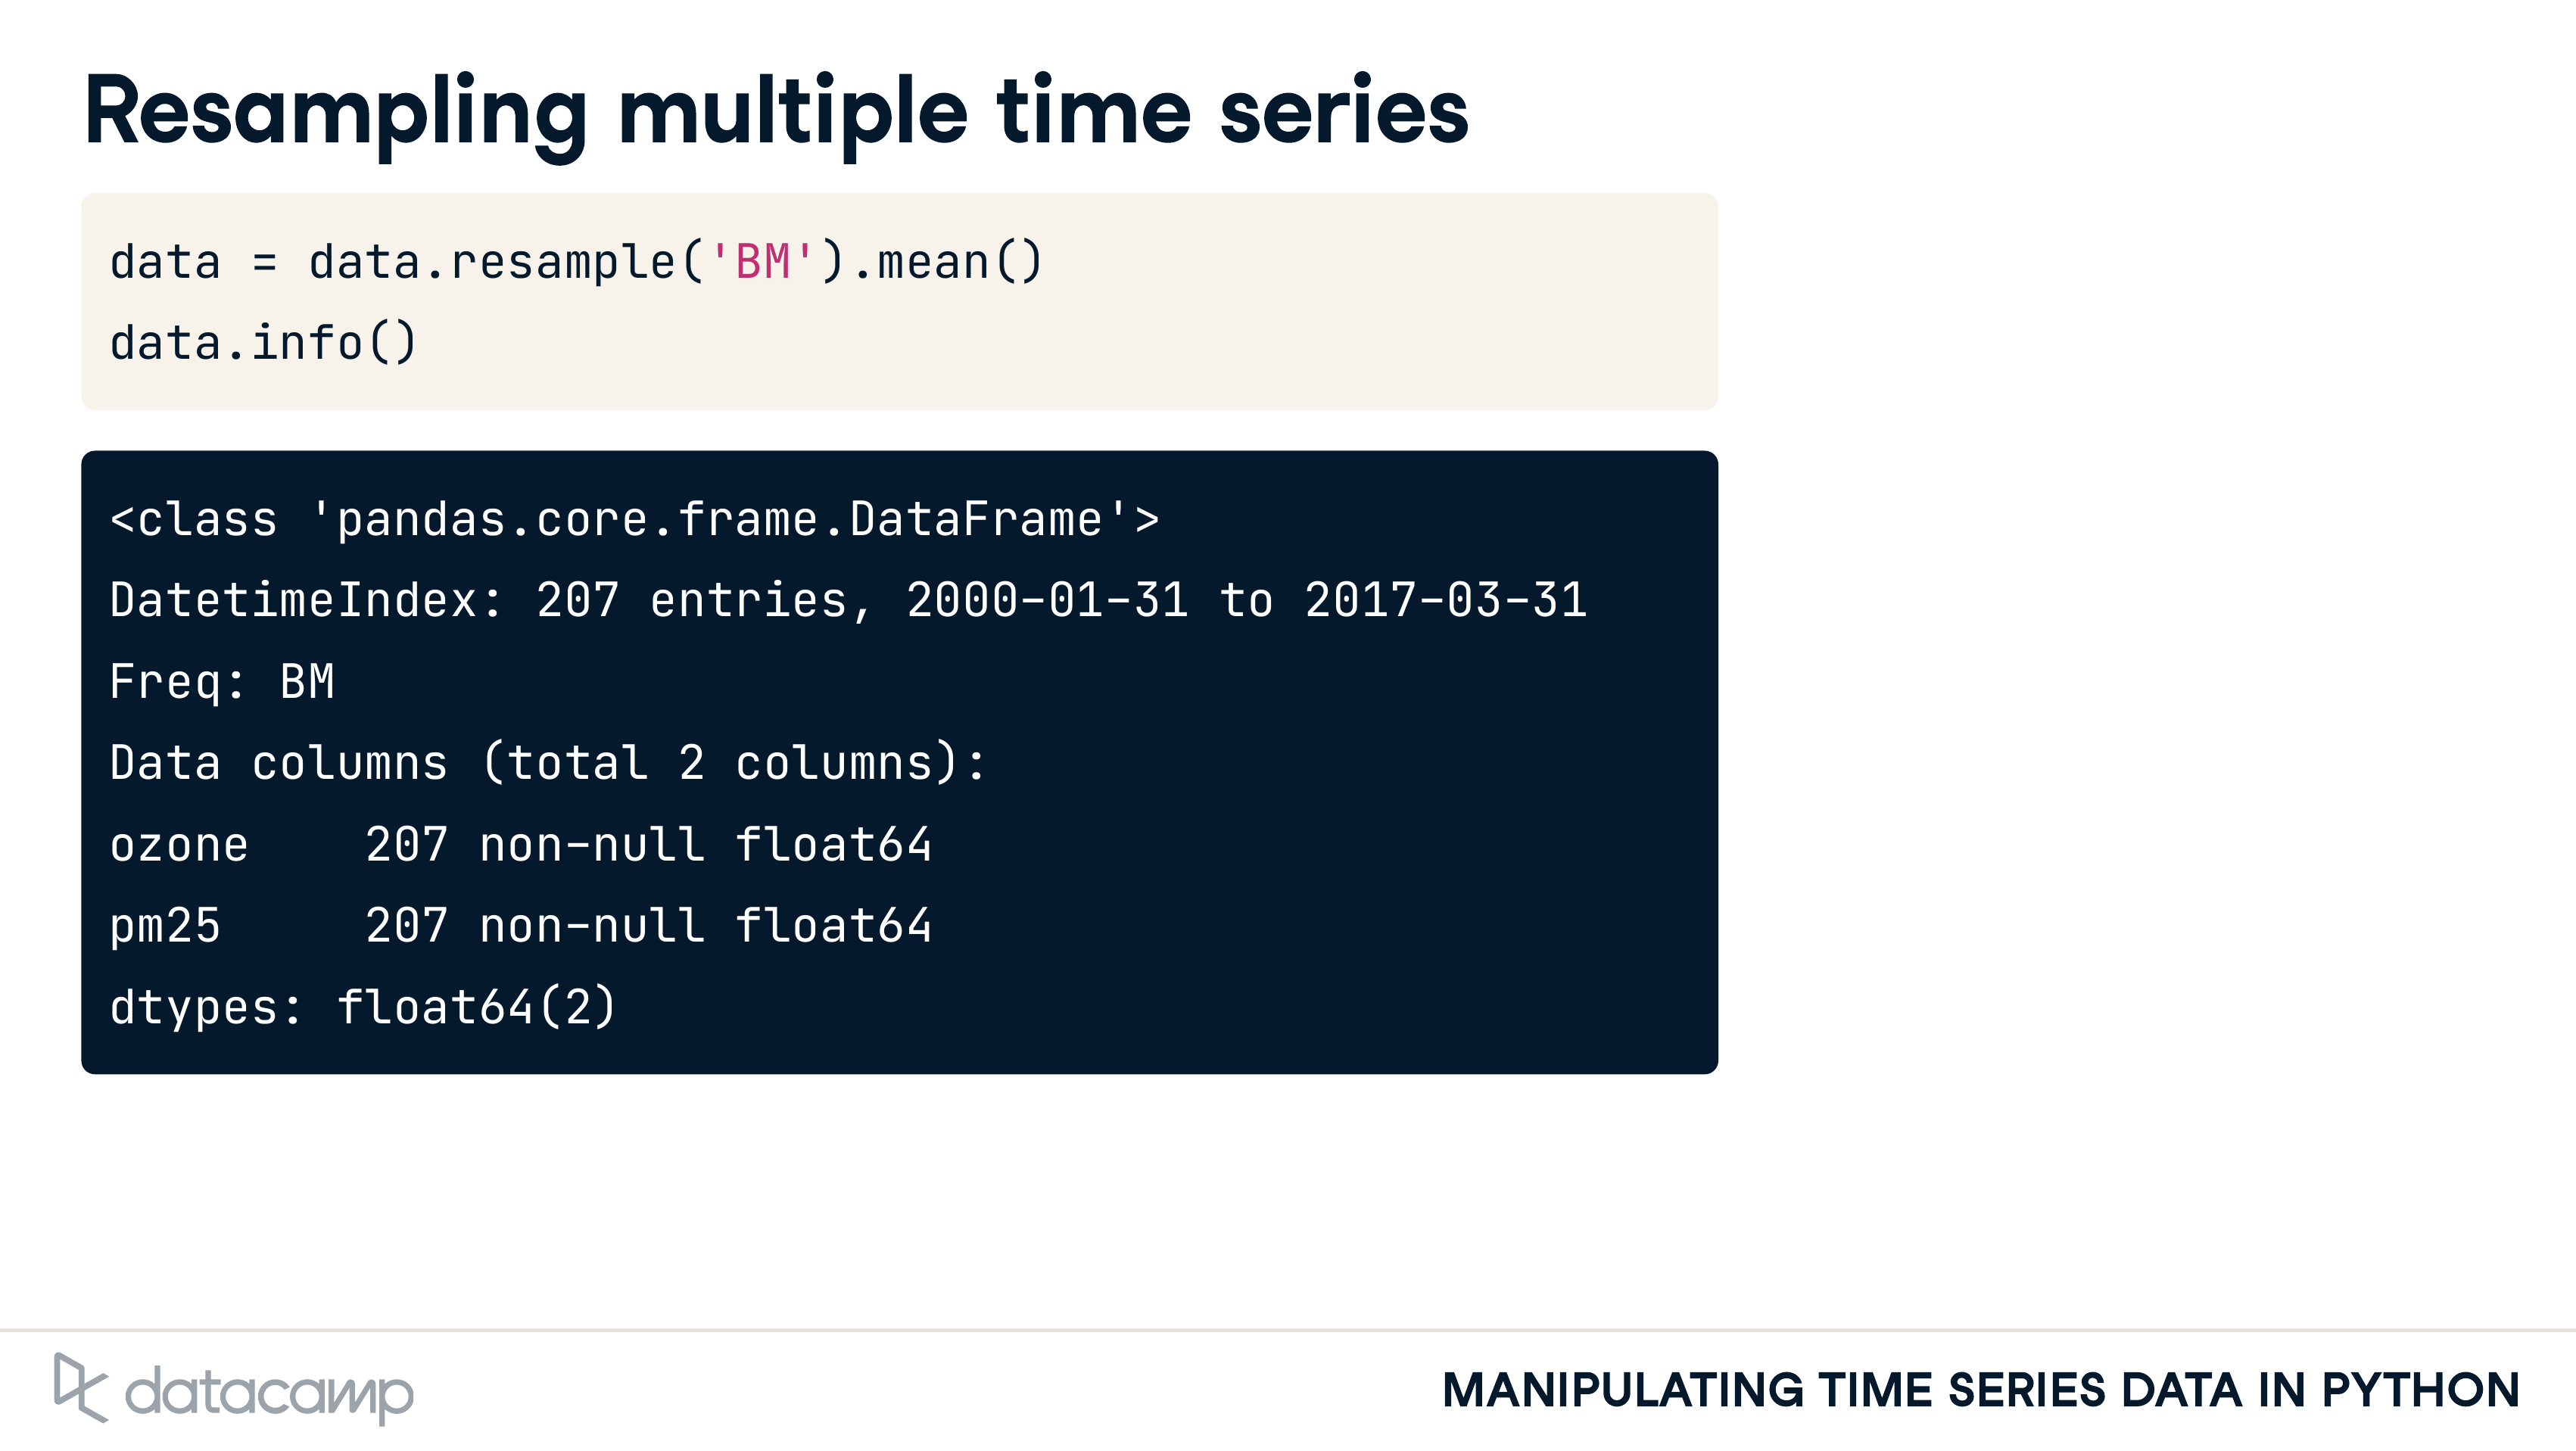 Resampling multiple time series
data = data.resample('BM').mean()
data.info()
<class 'pandas.core.frame.DataFrame'>
DatetimeIndex: 207 entries, 2000-01-31 to 2017-03-31
Freq: BM
Data columns (total 2 columns):
ozone    207 non-null float64
pm25     207 non-null float64
dtypes: float64(2)
datacamp
MANIPULATING TIME SERIES DATA IN PYTHON